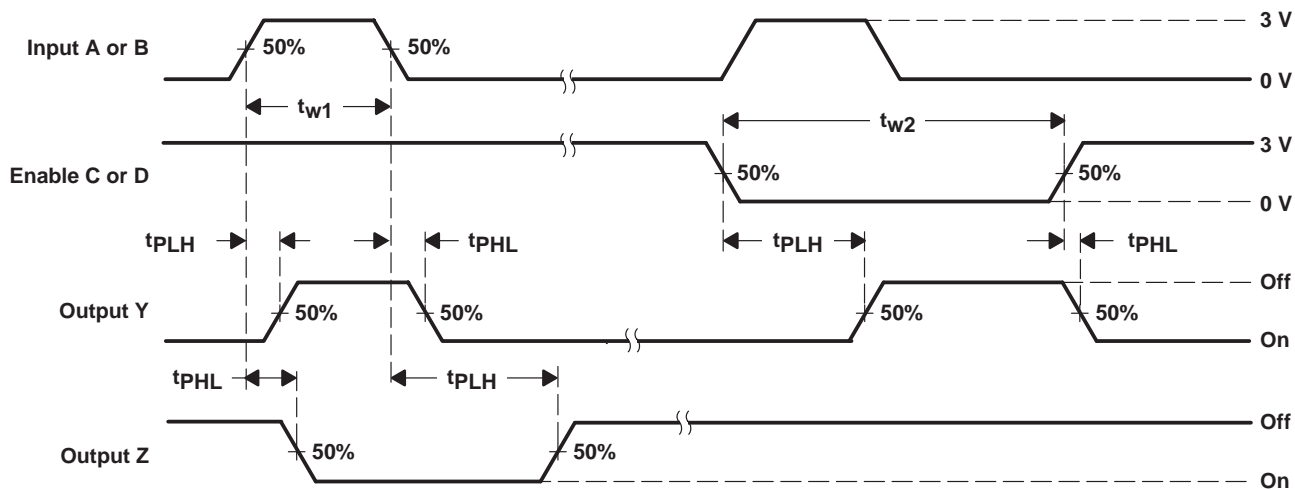 3 V
Input A or B
50%
50%
0 V
tw1
tw2
3 V
Enable C or D
50%
50%
0 V
tPLH
tPHL
tPLH
tPHL
Off
Output Y
50%
50%
50%
50%
On
tPHL
tPLH
Off
Output Z
50%
50%
On